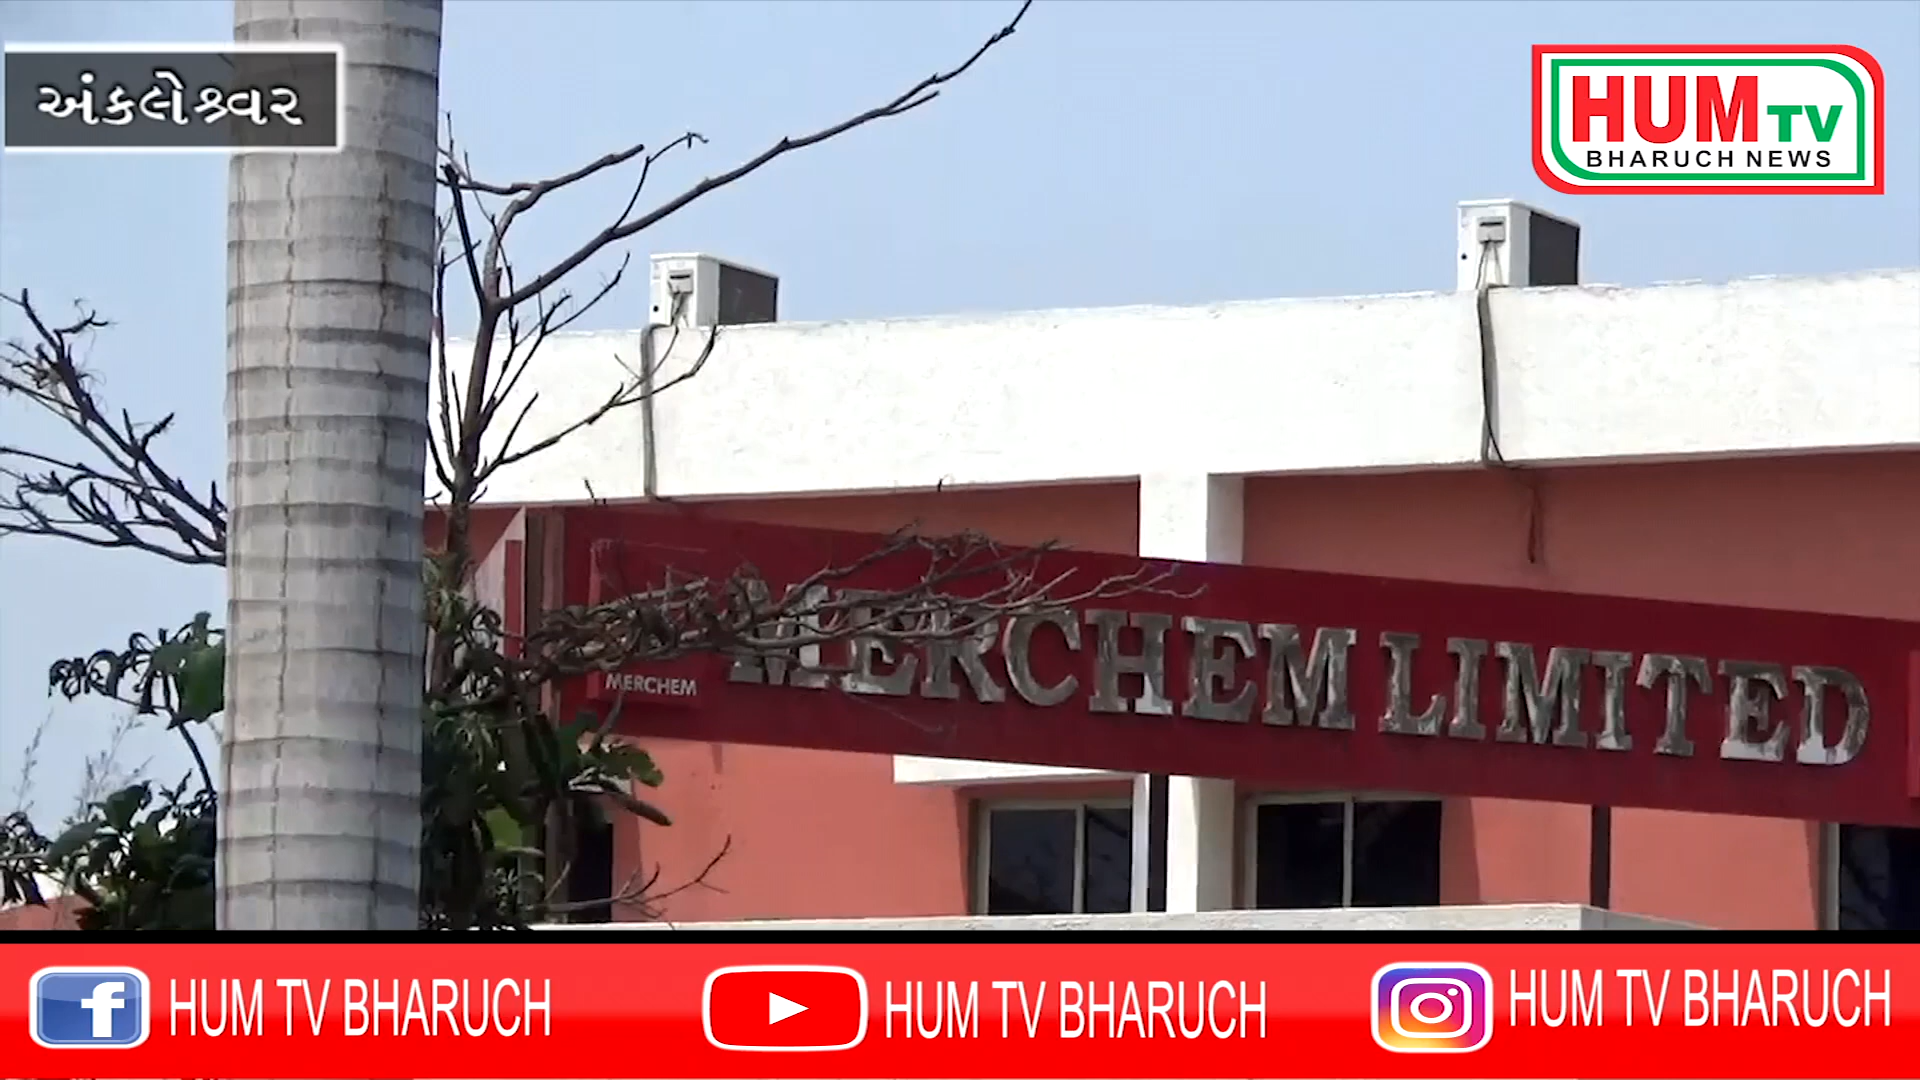 અંકલેશ્વર
HUM TV
BHARUCH NEWS
MERCHEM
MERCHEM LIMITED
HUM TV BHARUCH
HUM TV BHARUCH
HUM TV BHARUCH